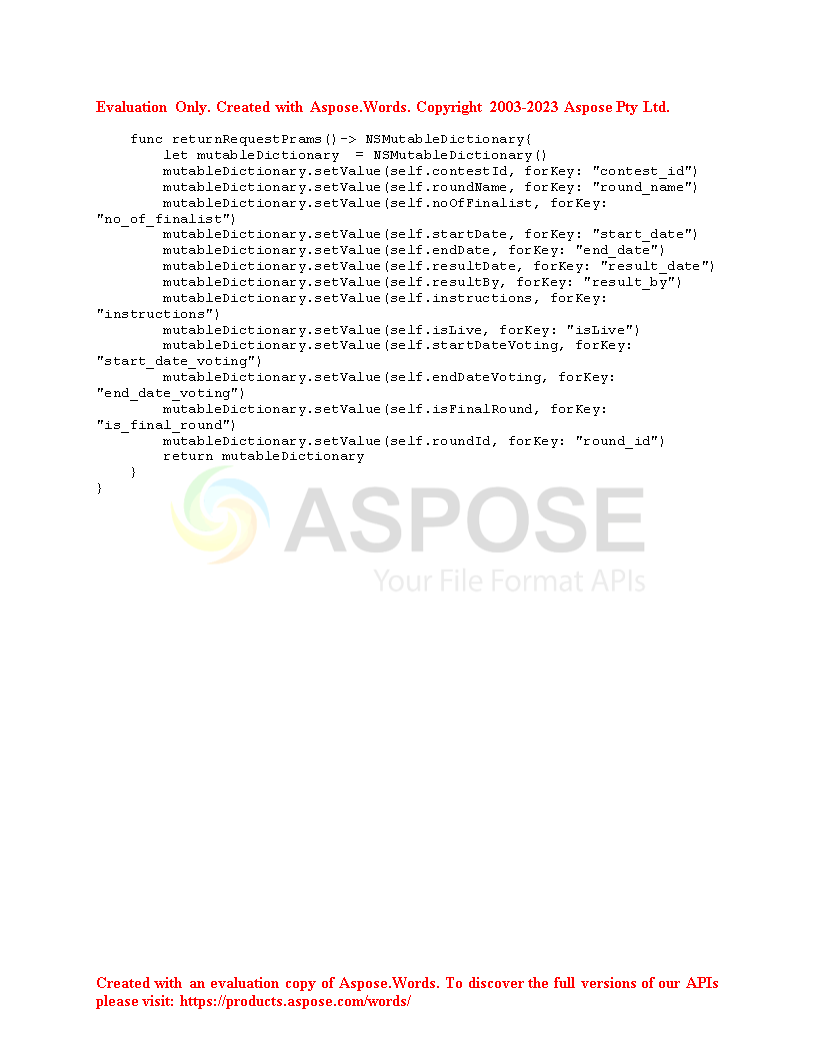 Evaluation Only. Created with Aspose.Words. Copyright 2003-2023 Aspose Pty Ltd.
    func returnRequestPrams()-> NSMutableDictionary{
        let mutableDictionary  = NSMutableDictionary()
        mutableDictionary.setValue(self.contestId, forKey: "contest_id")
        mutableDictionary.setValue(self.roundName, forKey: "round_name")
        mutableDictionary.setValue(self.noOfFinalist, forKey:
"no_of_finalist")
        mutableDictionary.setValue(self.startDate, forKey: "start_date")
        mutableDictionary.setValue(self.endDate, forKey: "end_date")
        mutableDictionary.setValue(self.resultDate, forKey: "result_date")
        mutableDictionary.setValue(self.resultBy, forKey: "result_by")
        mutableDictionary.setValue(self.instructions, forKey:
"instructions")
        mutableDictionary.setValue(self.isLive, forKey: "isLive")
        mutableDictionary.setValue(self.startDateVoting, forKey:
"start_date_voting")
        mutableDictionary.setValue(self.endDateVoting, forKey:
"end_date_voting")
        mutableDictionary.setValue(self.isFinalRound, forKey:
"is_final_round")
        mutableDictionary.setValue(self.roundId, forKey: "round_id")
        return mutableDictionary
    }
}
ASPOSE
Your File Format APIs
Created with an evaluation copy of Aspose.Words. To discover the full versions of our APIs
please visit: https://products.aspose.com/words/